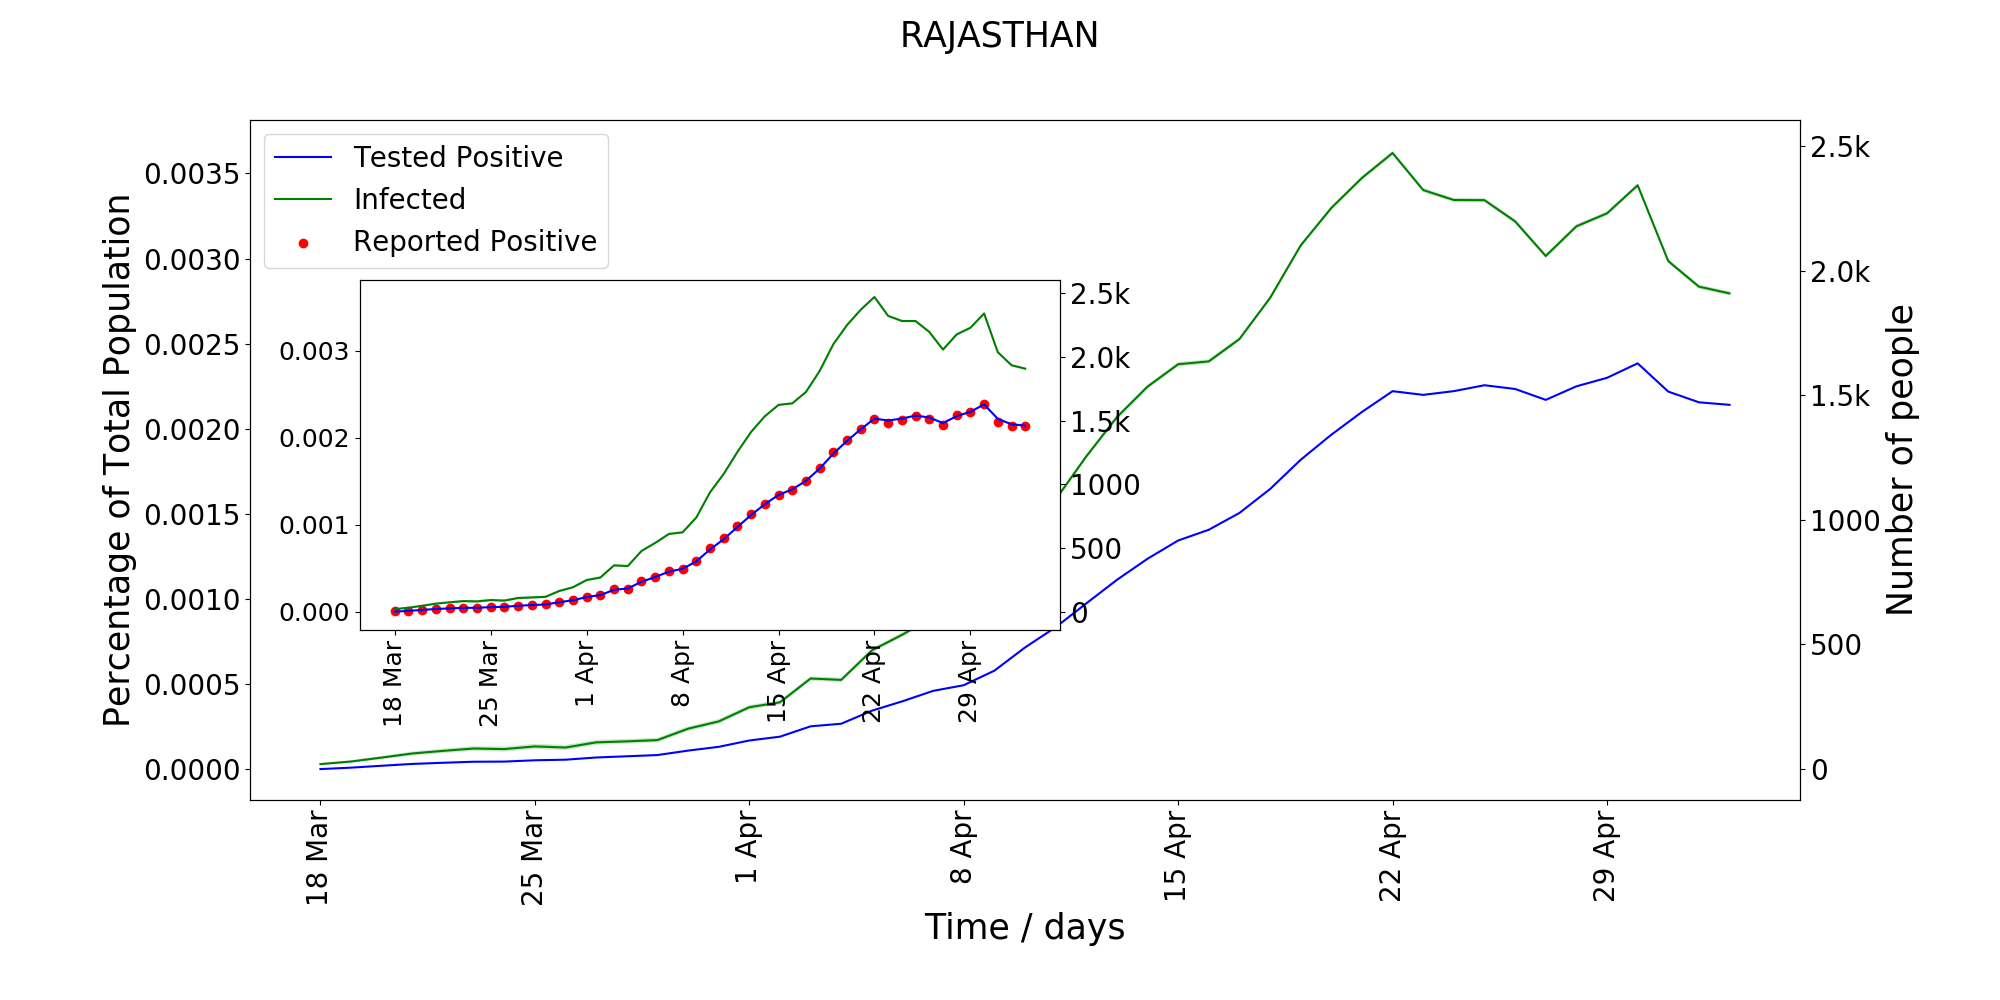 RAJASTHAN
Tested Positive
Infected
Reported Positive
Percentage of Total Population
0.0035
0.0030
0.0025
0.0020
0.0015
0.0010
0.0005
0.0000
2.5k
2.0k
1.5k
1000
500
0
Number of people
0.003
0.002
0.001
0.000
2.5k
2.0k
1.5k
1000
500
0
18 Mar
25 Mar
1 Apr
8 Apr
15 Apr
22 Apr
29 Apr
18 Mar
25 Mar
1 Apr
8 Apr
15 Apr
22 Apr
29 Apr
Time / days